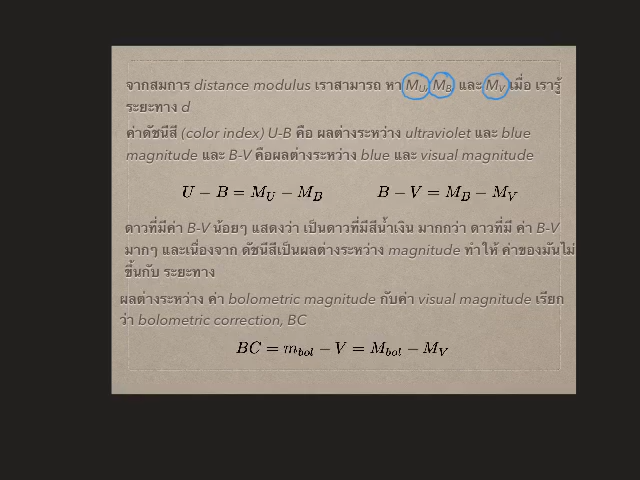 จากสมการ distance modulus เราสามารถ หา M_U, M_B และ M_V เมื่อ เรารู้
ระยะทาง d
ค่าดัชนีสี (color index) U-B คือ ผลต่างระหว่าง ultraviolet และ blue
magnitude และ B-V คือผลต่างระหว่าง blue และ visual magnitude
U − B = M_U − M_B B − V = M_B − M_V
ดาวที่มีค่า B-V น้อยๆ แสดงว่า เป็นดาวที่มีสีน้ำเงิน มากกว่า ดาวที่มี ค่า B-V
มากๆ และเนื่องจาก ดัชนีสีเป็นผลต่างระหว่าง magnitude ทำให้ ค่าของมันไม่
ขึ้นกับ ระยะทาง
ผลต่างระหว่าง ค่า bolometric magnitude กับค่า visual magnitude เรียก
ว่า bolometric correction, BC
BC = m_bol − V = M_bol − M_V